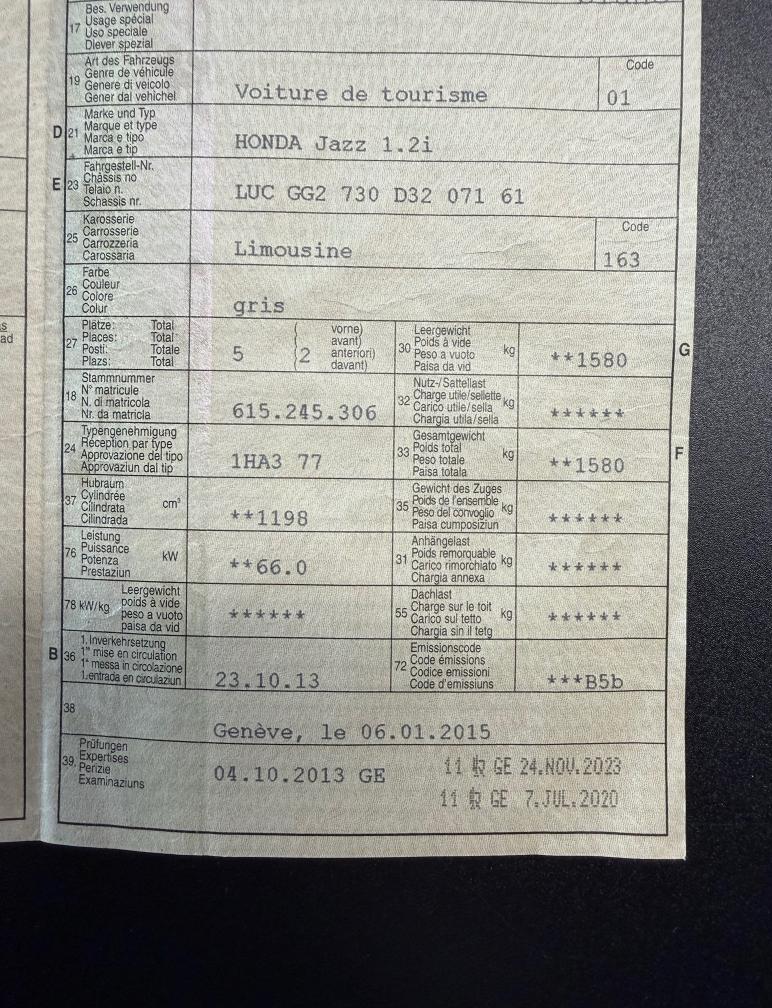 17 Bes. Verwendung
Usage spécial
Uso speciale
Diever spezial
19 Art des Fahrzeugs
Genre de véhicule
Genere di veicolo
Gener dal vehichel
Voiture de tourisme
Code
01
D 21 Marke und Typ
Marque et type
Marca e tipo
Marca e tip
HONDA Jazz 1.2i
E 23 Fahrgestell-Nr.
Châssis no
Telaio n.
Schassis nr.
LUC GG2 730 D32 071 61
25 Karosserie
Carrosserie
Carrozzeria
Carossaria
Limousine
Code
163
26 Farbe
Couleur
Colore
Colur
gris
27 Plätze: Total
Places: Total
Posti: Totale
Plazs: Total
5 (2 vorne)
avant)
anteriori)
davant)
30 Leergewicht
Poids à vide
Peso a vuoto
Paisa da vid
kg
**1580
G
18 Stammnummer
N° matricule
N. di matricola
Nr. da matricla
615.245.306
32 Nutz-/Sattellast
Charge utile/sellette
Carico utile/sella
Chargia utila/sella
kg
******
24 Typengenehmigung
Réception par type
Approvazione del tipo
Approvaziun dal tip
1HA3 77
33 Gesamtgewicht
Poids total
Peso totale
Paisa totala
kg
**1580
F
37 Hubraum
Cylindrée
Cilindrata
Cilindrada
cm³
**1198
35 Gewicht des Zuges
Poids de l'ensemble
Peso del convoglio
Paisa cumposiziun
kg
******
76 Leistung
Puissance
Potenza
Prestaziun
kW
**66.0
31 Anhängelast
Poids remorquable
Carico rimorchiato
Chargia annexa
kg
******
78 kW/kg Leergewicht
poids à vide
peso a vuoto
paisa da vid
******
55 Dachlast
Charge sur le toit
Carico sul tetto
Chargia sin il tetg
kg
******
B 36 1. Inverkehrsetzung
1re mise en circulation
1a messa in circolazione
1.entrada en circulaziun
23.10.13
72 Emissionscode
Code émissions
Codice emissioni
Code d'emissiuns
***B5b
38
Genève, le 06.01.2015
39 Prüfungen
Expertises
Perizie
Examinaziuns
04.10.2013 GE
11 GE 24.NOV.2023
11 GE 7.JUL.2020